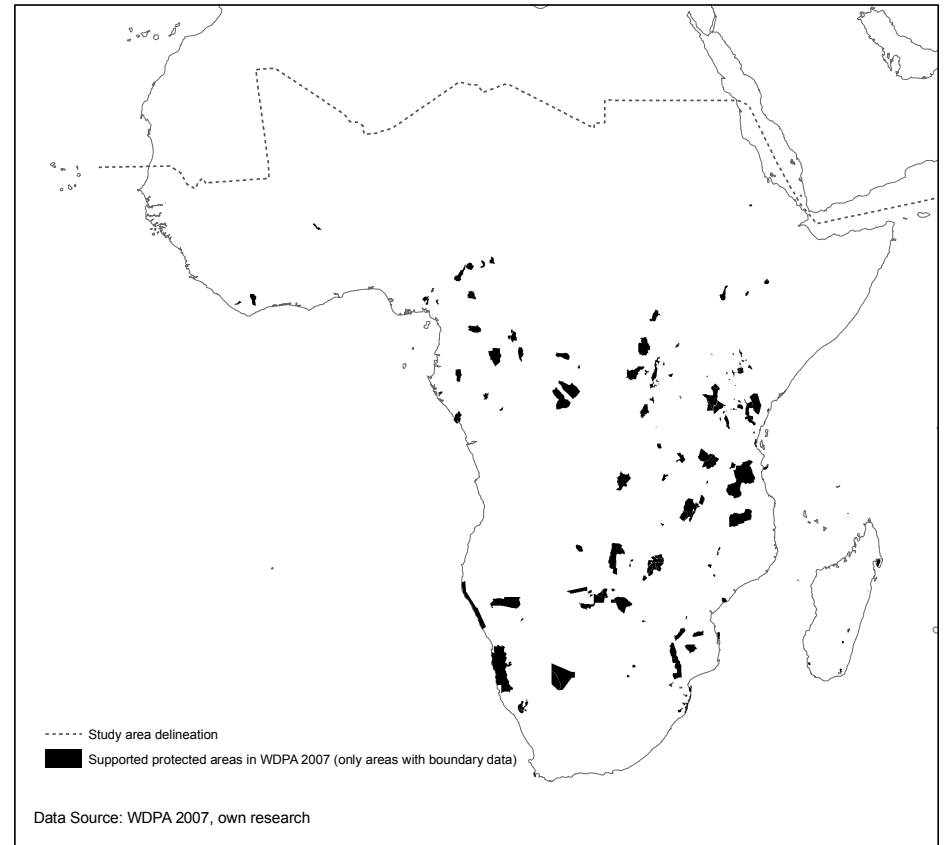 Study area delineation
Supported protected areas in WDPA 2007 (only areas with boundary data)
Data Source: WDPA 2007, own research